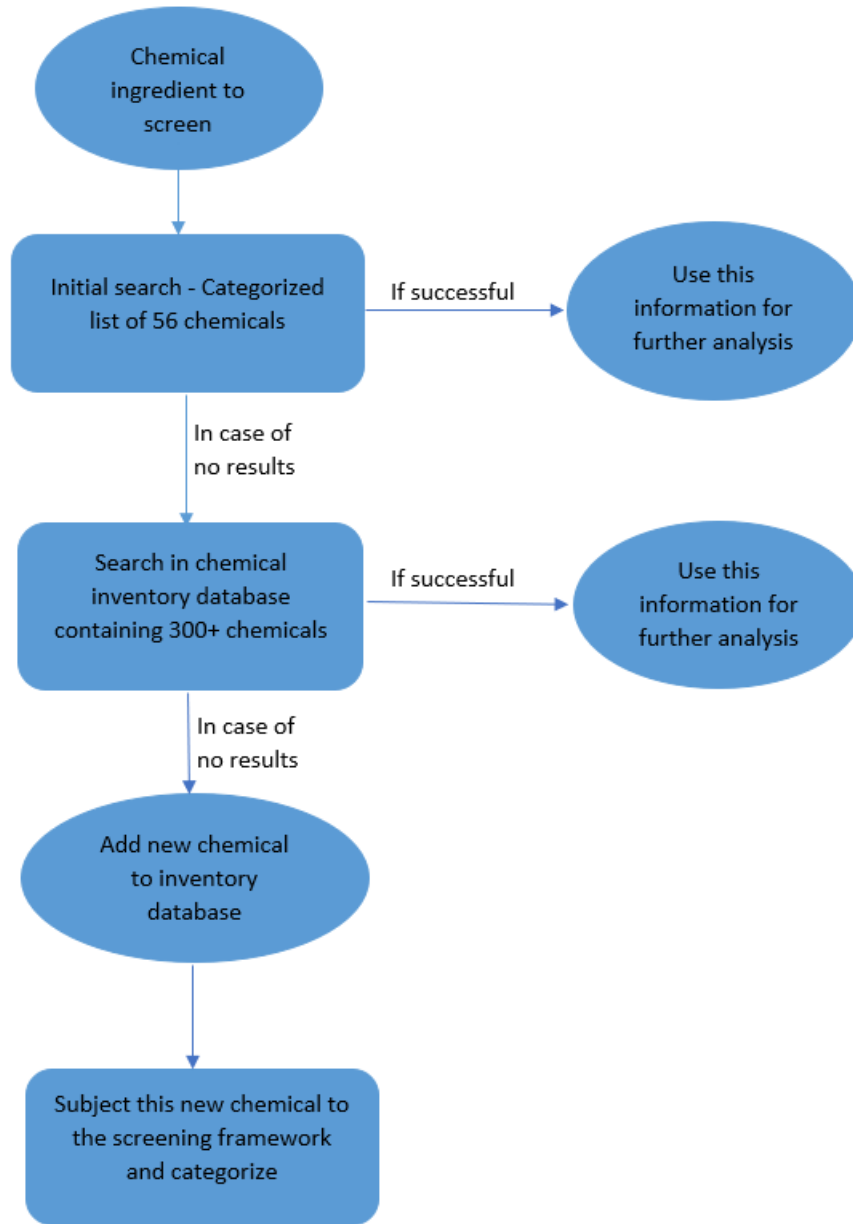 Chemical
ingredient to
screen
Initial search - Categorized
list of 56 chemicals
If successful
Use this
information for
further analysis
In case of
no results
Search in chemical
inventory database
containing 300+ chemicals
If successful
Use this
information for
further analysis
In case of
no results
Add new chemical
to inventory
database
Subject this new chemical to
the screening framework
and categorize